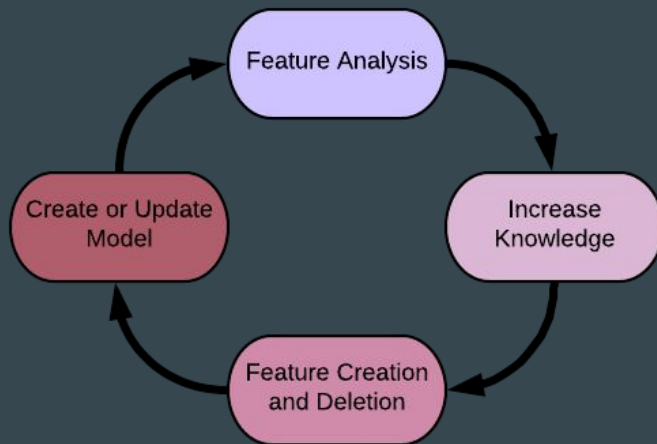 Feature Analysis
Increase
Knowledge
Feature Creation
and Deletion
Create or Update
Model